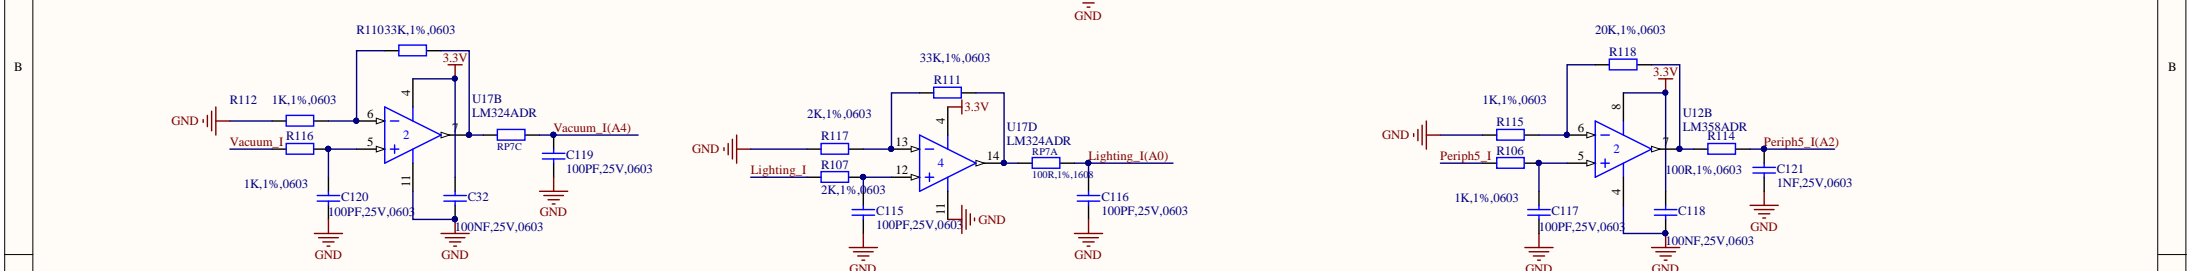 GND
B
R11033K,1%,0603
3.3V
4
U17B
LM324ADR
R112
1K,1%,0603
GND
6
2
7
RP7C
Vacuum_I(A4)
Vacuum_I
R116
5
C119
100PF,25V,0603
1K,1%,0603
11
C120
100PF,25V,0603
C32
100NF,25V,0603
GND
GND
GND
33K,1%,0603
R111
3.3V
4
2K,1%,0603
U17D
LM324ADR
GND
R117
13
4
14
RP7A
100R,1%,1608
Lighting_I(A0)
Lighting_I
R107
12
2K,1%,0603
11
GND
C115
100PF,25V,0603
C116
100PF,25V,0603
GND
GND
20K,1%,0603
R118
3.3V
8
1K,1%,0603
U12B
LM358ADR
GND
R115
6
2
7
R114
Periph5_I(A2)
Periph5_I
R106
5
100R,1%,0603
C121
1NF,25V,0603
1K,1%,0603
4
C117
100PF,25V,0603
C118
100NF,25V,0603
GND
GND
GND
B